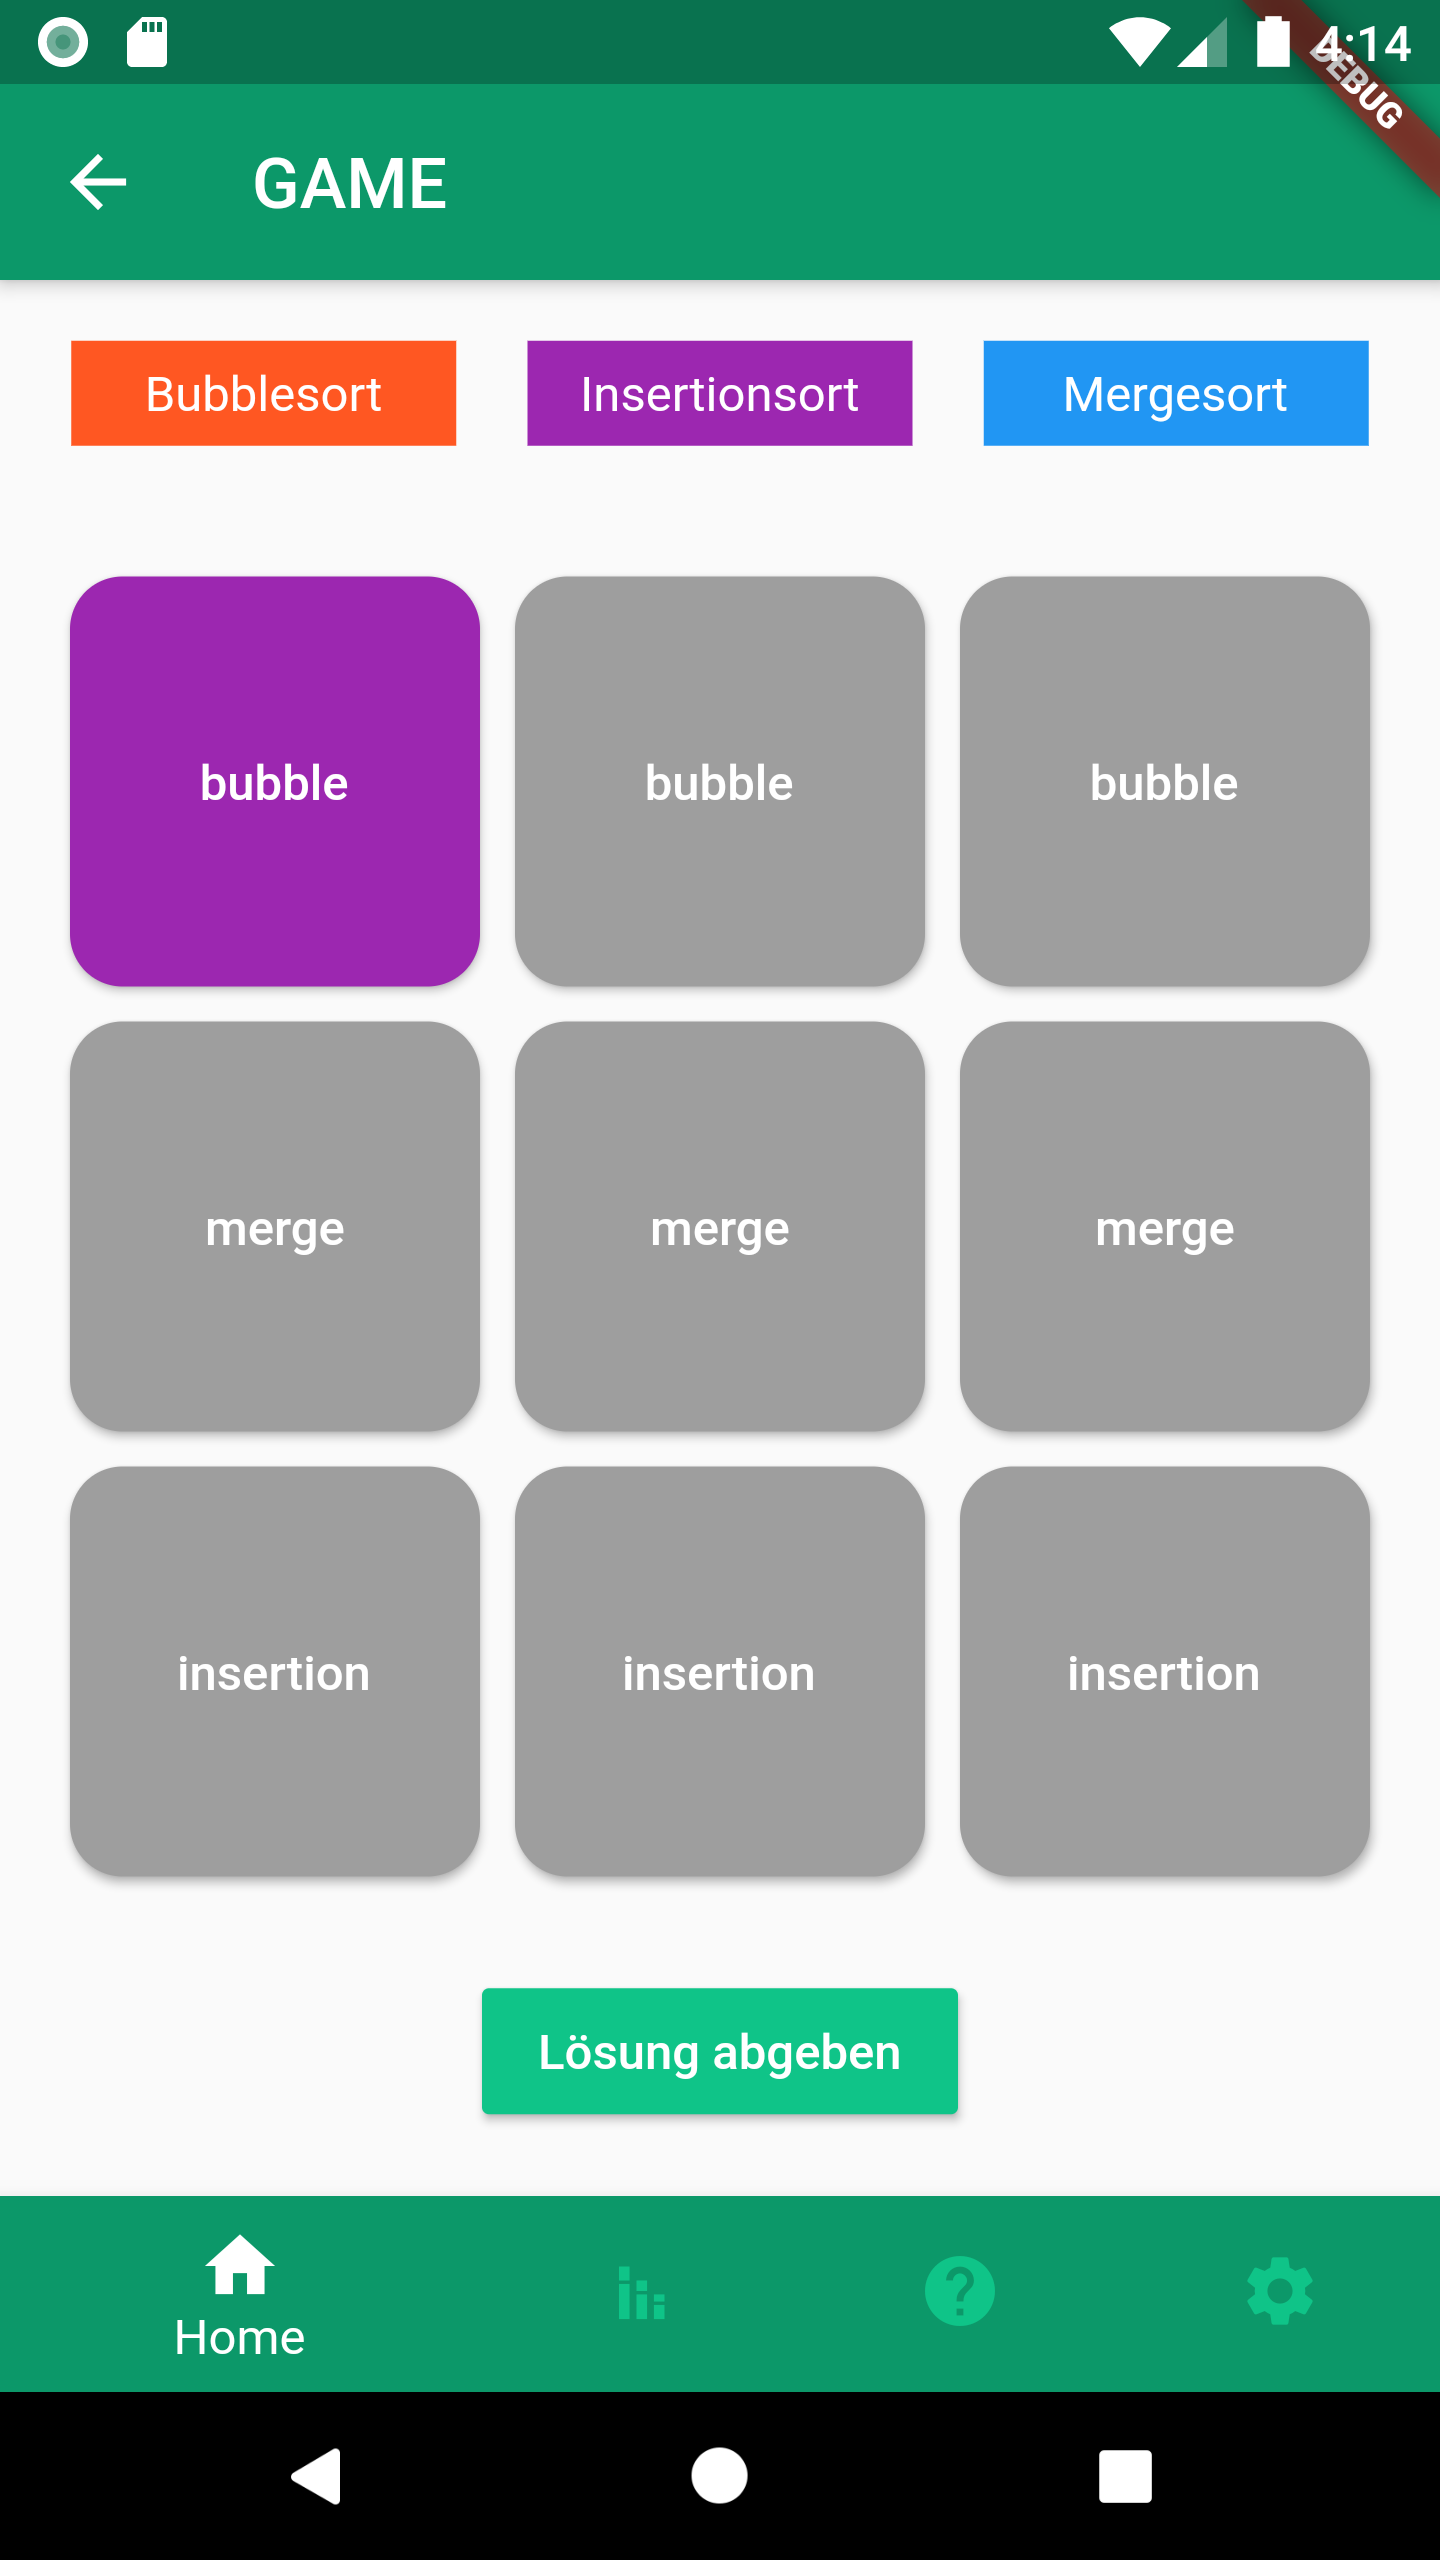 4:14
DEBUG
GAME
Bubblesort Insertionsort Mergesort
bubble bubble bubble
merge merge merge
insertion insertion insertion
Lösung abgeben
Home